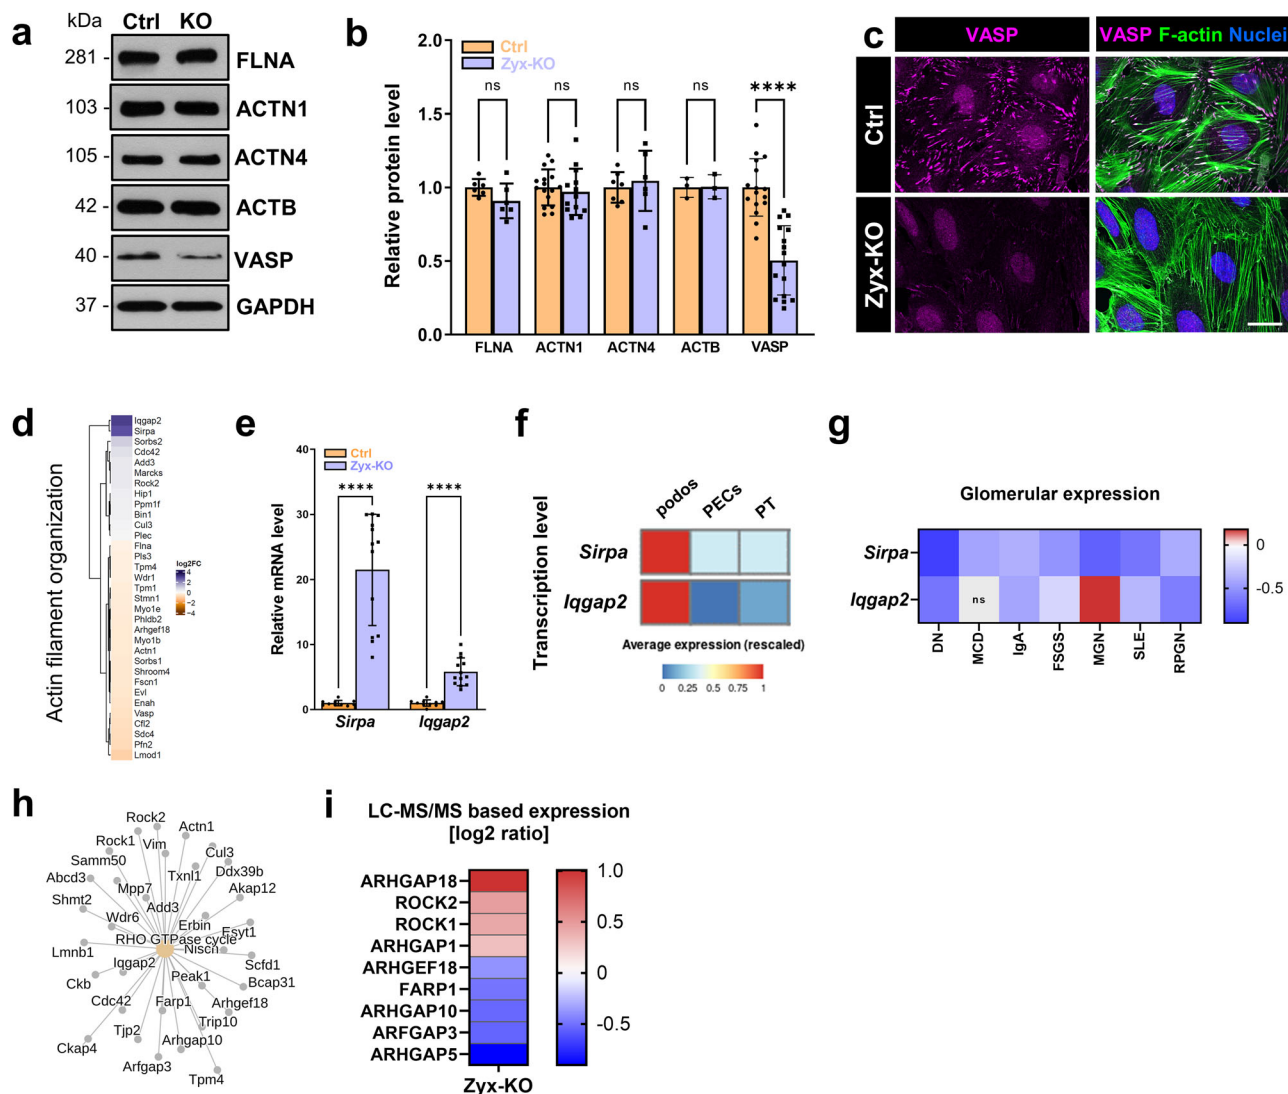 a
kDa Ctrl KO
281 - FLNA
103 - ACTN1
105 - ACTN4
42 - ACTB
40 - VASP
37 - GAPDH
b
Relative protein level
2.0
1.5
1.0
0.5
0.0
Ctrl
Zyx-KO
ns ns ns ns ****
FLNA ACTN1 ACTN4 ACTB VASP
c
VASP VASP F-actin Nuclei
Ctrl
Zyx-KO
d
Actin filament organization
Iqgap2
Sirpa
Sorbs2
Cdc42
Add3
Marcks
Rock2
Hip1
Ppm1f
Bin1
Cul3
Plec
Flna
Pls3
Tpm4
Wdr1
Tpm1
Stmn1
Myo1e
Phldb2
Arhgef18
Myo1b
Actn1
Sorbs1
Shroom4
Fscn1
Evl
Enah
Vasp
Cfl2
Sdc4
Pfn2
Lmod1
log2FC
4
2
0
−2
−4
e
Relative mRNA level
40
30
20
10
0
Ctrl
Zyx-KO
**** ****
Sirpa Iqgap2
f
Transcription level
podos PECs PT
Sirpa
Iqgap2
Average expression (rescaled)
0 0.25 0.5 0.75 1
g
Glomerular expression
Sirpa
Iqgap2
ns
DN MCD IgA FSGS MGN SLE RPGN
0
-0.5
h
Rock2
Actn1
Rock1
Vim
Cul3
Samm50
Ddx39b
Abcd3
Mpp7
Txnl1
Akap12
Shmt2
Add3
Wdr6
Erbin
Esyt1
RHO GTPase cycle
Lmnb1
Nisch
Scfd1
Iqgap2
Ckb
Peak1
Bcap31
Cdc42
Farp1
Arhgef18
Trip10
Tjp2
Arhgap10
Ckap4
Arfgap3
Tpm4
i
LC-MS/MS based expression
[log2 ratio]
ARHGAP18
ROCK2
ROCK1
ARHGAP1
ARHGEF18
FARP1
ARHGAP10
ARFGAP3
ARHGAP5
Zyx-KO
1.0
0.5
0
-0.5